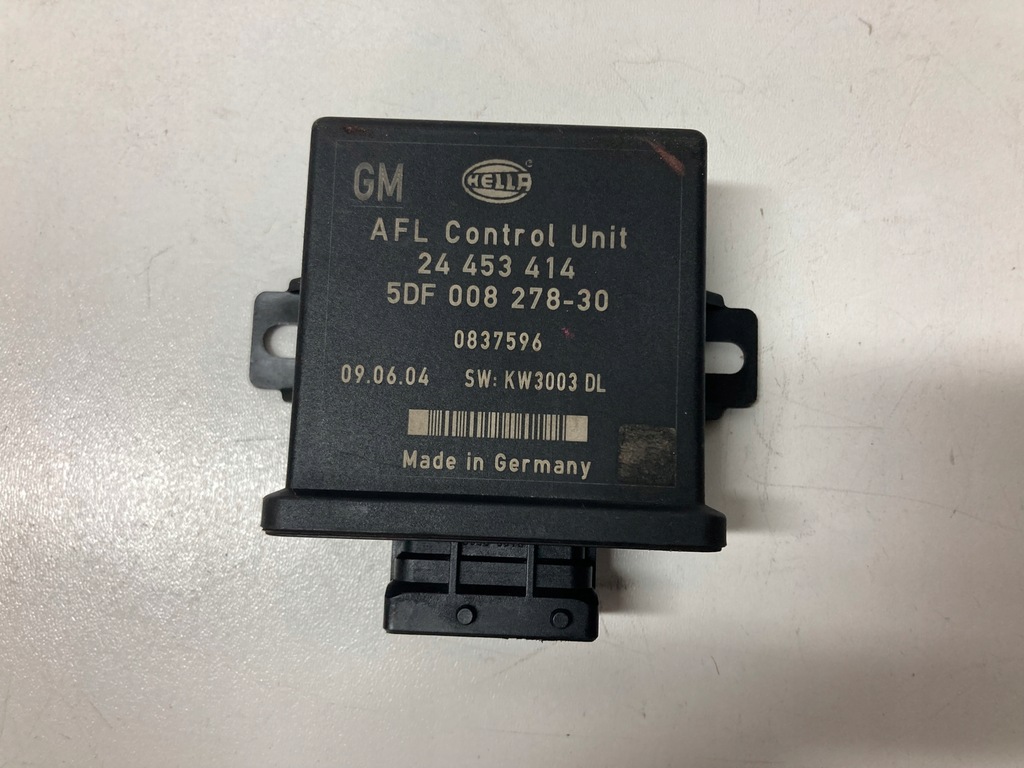 GM HELLA
AFL Control Unit
24 453 414
5DF 008 278-30
0837596
09.06.04 SW: KW3003 DL
Made in Germany